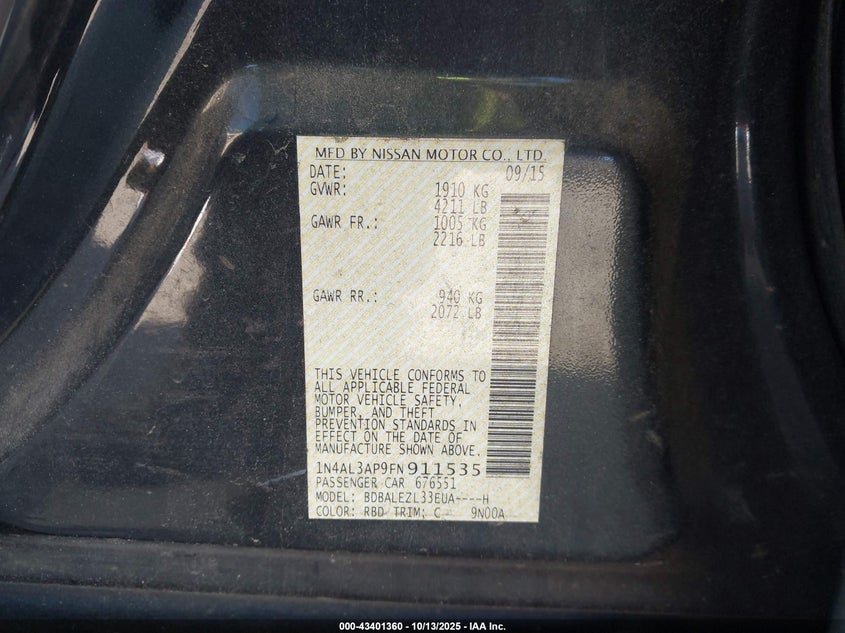 MFD BY NISSAN MOTOR CO., LTD.
DATE: 09/15
GVWR: 1910 KG
4211 LB
GAWR FR.: 1005 KG
2216 LB
GAWR RR.: 940 KG
2072 LB
THIS VEHICLE CONFORMS TO
ALL APPLICABLE FEDERAL
MOTOR VEHICLE SAFETY,
BUMPER, AND THEFT
PREVENTION STANDARDS IN
EFFECT ON THE DATE OF
MANUFACTURE SHOWN ABOVE.
1N4AL3AP9FN911535
PASSENGER CAR 676551
MODEL: BDBALEZL33EUA----H
COLOR: RBD TRIM: C 9N00A
000-43401360 - 10/13/2025 - IAA Inc.